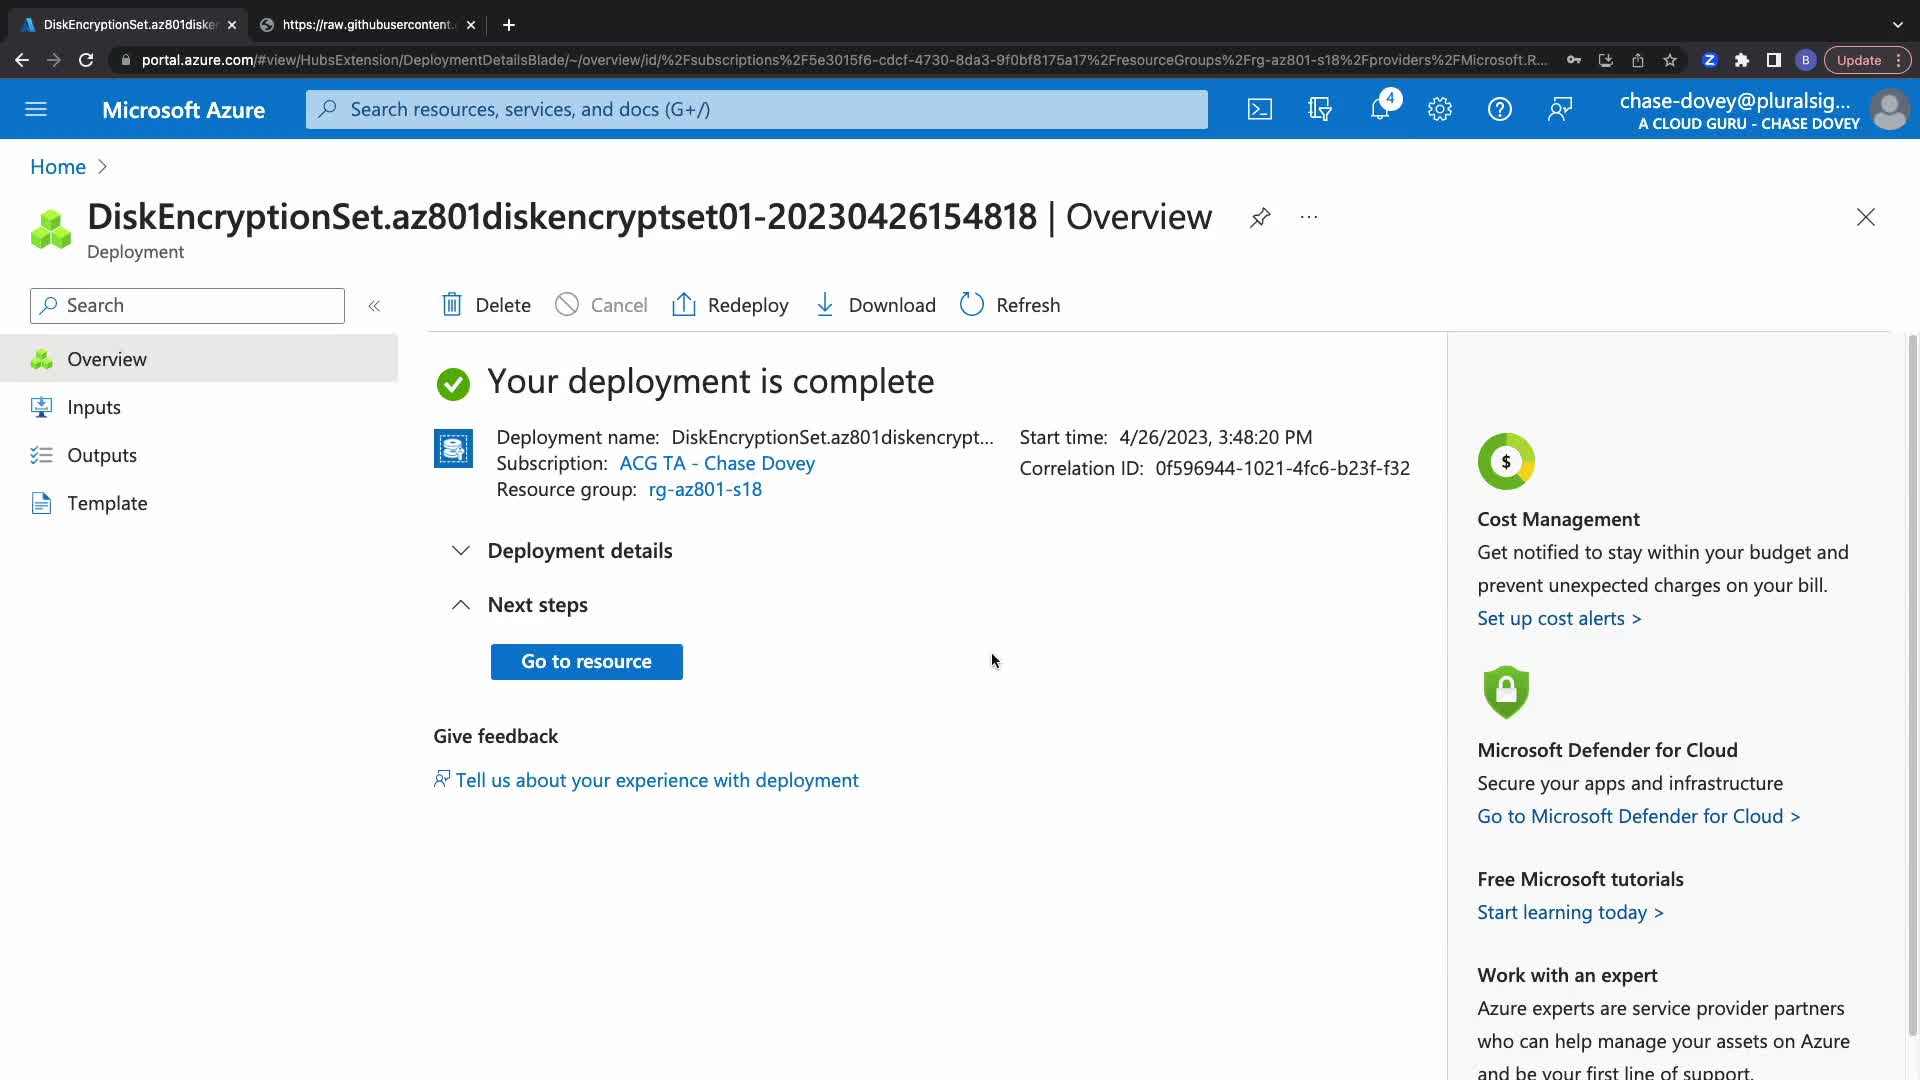 DiskEncryptionSet.az801diske
https://raw.githubusercontent.
portal.azure.com/#view/HubsExtension/DeploymentDetailsBlade/~/overview/id/%2Fsubscriptions%2F5e3015f6-cdcf-4730-8da3-9f0bf8175a17%2FresourceGroups%2Frg-az801-s18%2Fproviders%2FMicrosoft.R...
Z
B
Update
Microsoft Azure
Search resources, services, and docs (G+/)
4
chase-dovey@pluralsig...
A CLOUD GURU - CHASE DOVEY
Home
DiskEncryptionSet.az801diskencryptset01-20230426154818 | Overview
Deployment
Search
Delete
Cancel
Redeploy
Download
Refresh
Overview
Inputs
Outputs
Template
Your deployment is complete
Deployment name: DiskEncryptionSet.az801diskencrypt...
Subscription: ACG TA - Chase Dovey
Resource group: rg-az801-s18
Start time: 4/26/2023, 3:48:20 PM
Correlation ID: 0f596944-1021-4fc6-b23f-f32
Deployment details
Next steps
Go to resource
Give feedback
Tell us about your experience with deployment
$
Cost Management
Get notified to stay within your budget and
prevent unexpected charges on your bill.
Set up cost alerts >
Microsoft Defender for Cloud
Secure your apps and infrastructure
Go to Microsoft Defender for Cloud >
Free Microsoft tutorials
Start learning today >
Work with an expert
Azure experts are service provider partners
who can help manage your assets on Azure
and be your first line of support.